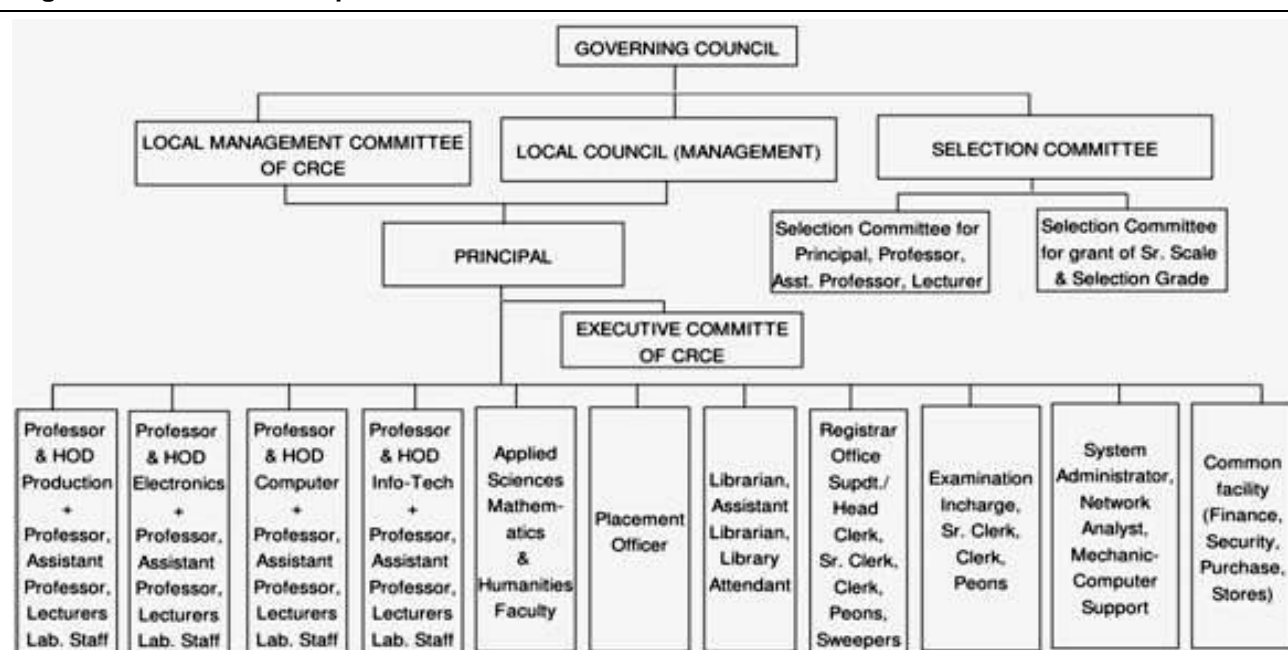 GOVERNING COUNCIL
LOCAL MANAGEMENT COMMITTEE
OF CRCE
LOCAL COUNCIL (MANAGEMENT)
SELECTION COMMITTEE
Selection Committee for
Principal, Professor,
Asst. Professor, Lecturer
Selection Committee
for grant of Sr. Scale
& Selection Grade
PRINCIPAL
EXECUTIVE COMMITTE
OF CRCE
Professor
& HOD
Production
+
Professor,
Assistant
Professor,
Lecturers
Lab. Staff
Professor
& HOD
Electronics
+
Professor,
Assistant
Professor,
Lecturers
Lab. Staff
Professor
& HOD
Computer
+
Professor,
Assistant
Professor,
Lecturers
Lab. Staff
Professor
& HOD
Info-Tech
+
Professor,
Assistant
Professor,
Lecturers
Lab. Staff
Applied
Sciences
Mathem-
atics
&
Humanities
Faculty
Placement
Officer
Librarian,
Assistant
Librarian,
Library
Attendant
Registrar
Office
Supdt./
Head
Clerk,
Sr. Clerk,
Clerk,
Peons,
Sweepers
Examination
Incharge,
Sr. Clerk,
Clerk,
Peons
System
Administrator,
Network
Analyst,
Mechanic-
Computer
Support
Common
facility
(Finance,
Security,
Purchase,
Stores)